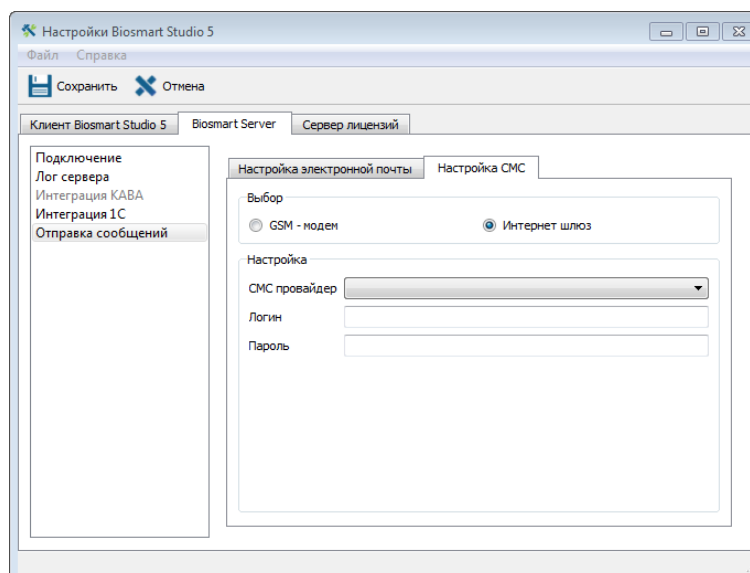 Настройки Biosmart Studio 5
Файл Справка
Сохранить Отмена
Клиент Biosmart Studio 5 Biosmart Server Сервер лицензий
Подключение
Лог сервера
Интеграция KABA
Интеграция 1С
Отправка сообщений
Настройка электронной почты Настройка СМС
Выбор
GSM - модем Интернет шлюз
Настройка
СМС провайдер
Логин
Пароль